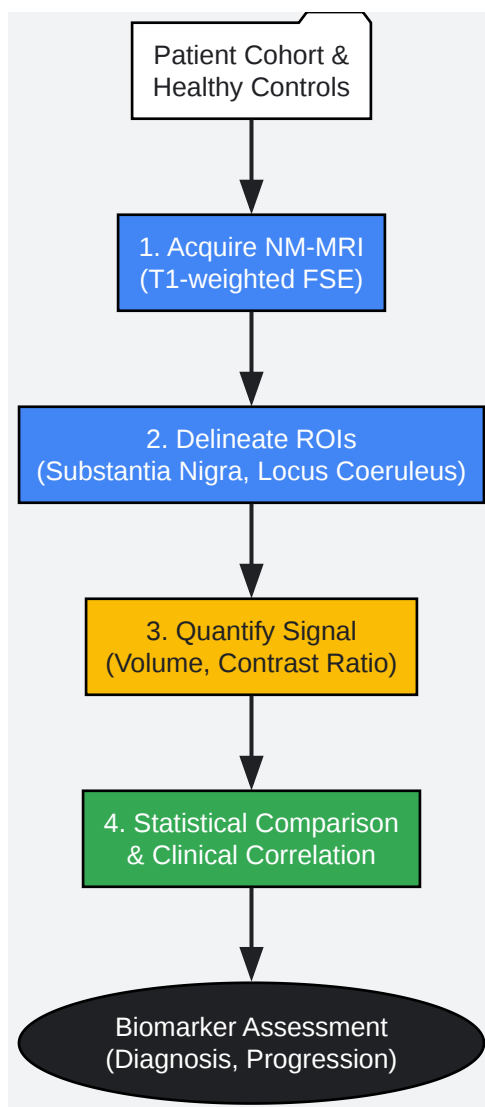 Patient Cohort &
Healthy Controls
1. Acquire NM-MRI
(T1-weighted FSE)
2. Delineate ROIs
(Substantia Nigra, Locus Coeruleus)
3. Quantify Signal
(Volume, Contrast Ratio)
4. Statistical Comparison
& Clinical Correlation
Biomarker Assessment
(Diagnosis, Progression)